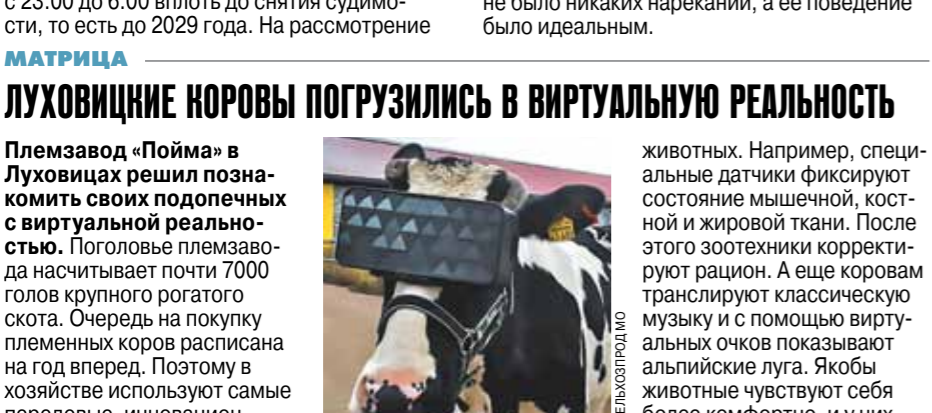 с 23.00 до 6.00 вплоть до снятия судимо-
сти, то есть до 2029 года. На рассмотрение
не было никаких нареканий, а ее поведение
было идеальным.
МАТРИЦА
ЛУХОВИЦКИЕ КОРОВЫ ПОГРУЗИЛИСЬ В ВИРТУАЛЬНУЮ РЕАЛЬНОСТЬ
Племзавод «Пойма» в
Луховицах решил позна-
комить своих подопечных
с виртуальной реально-
стью. Поголовье племзаво-
да насчитывает почти 7000
голов крупного рогатого
скота. Очередь на покупку
племенных коров расписана
на год вперед. Поэтому в
хозяйстве используют самые
передовые, инновацион-
ЕЛЬХОЗПРОД МО
животных. Например, специ-
альные датчики фиксируют
состояние мышечной, кост-
ной и жировой ткани. После
этого зоотехники корректи-
руют рацион. А еще коровам
транслируют классическую
музыку и с помощью вирту-
альных очков показывают
альпийские луга. Якобы
животные чувствуют себя
более комфортно, и у них